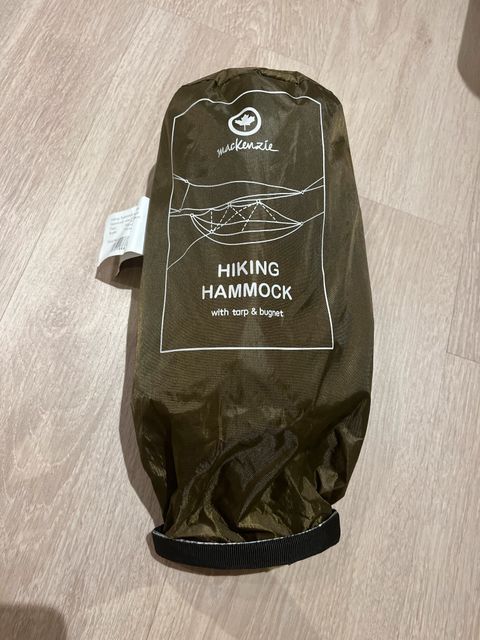 macKenzie
HIKING
HAMMOCK
with tarp & bugnet